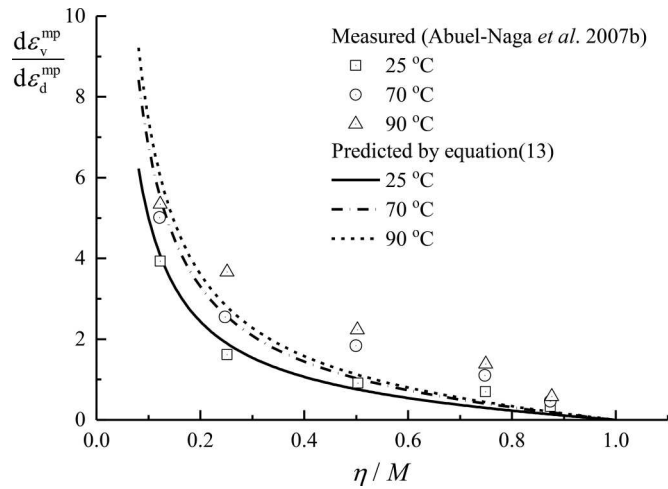 dε_v^mp
dε_d^mp
10
8
6
4
2
0
Measured (Abuel-Naga et al. 2007b)
25 °C
70 °C
90 °C
Predicted by equation(13)
25 °C
70 °C
90 °C
0.0 0.2 0.4 0.6 0.8 1.0
η / M